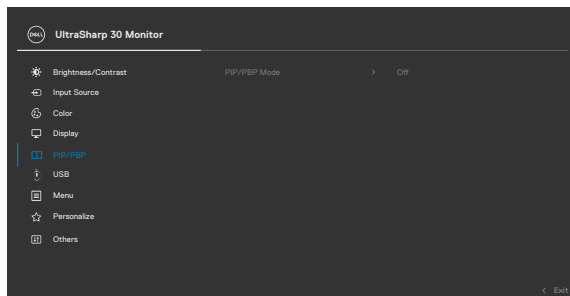 DELL UltraSharp 30 Monitor
Brightness/Contrast PIP/PBP Mode > Off
Input Source
Color
Display
PIP/PBP
USB
Menu
Personalize
Others
< Exit